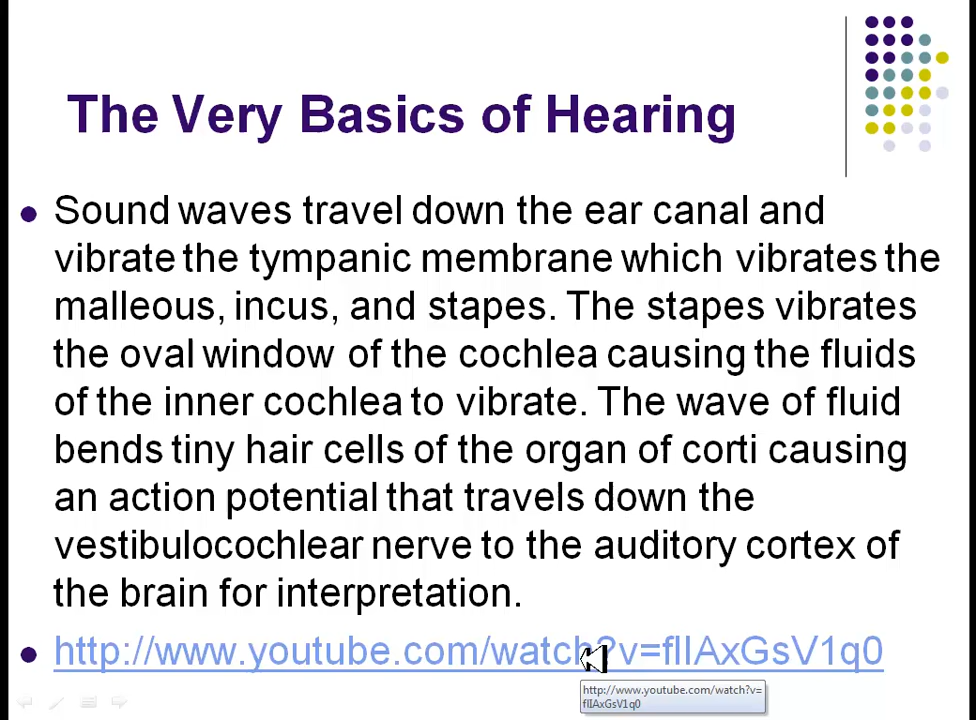 The Very Basics of Hearing
Sound waves travel down the ear canal and
vibrate the tympanic membrane which vibrates the
malleous, incus, and stapes. The stapes vibrates
the oval window of the cochlea causing the fluids
of the inner cochlea to vibrate. The wave of fluid
bends tiny hair cells of the organ of corti causing
an action potential that travels down the
vestibulocochlear nerve to the auditory cortex of
the brain for interpretation.
http://www.youtube.com/watch?v=flIAxGsV1q0
http://www.youtube.com/watch?v=
flIAxGsV1q0